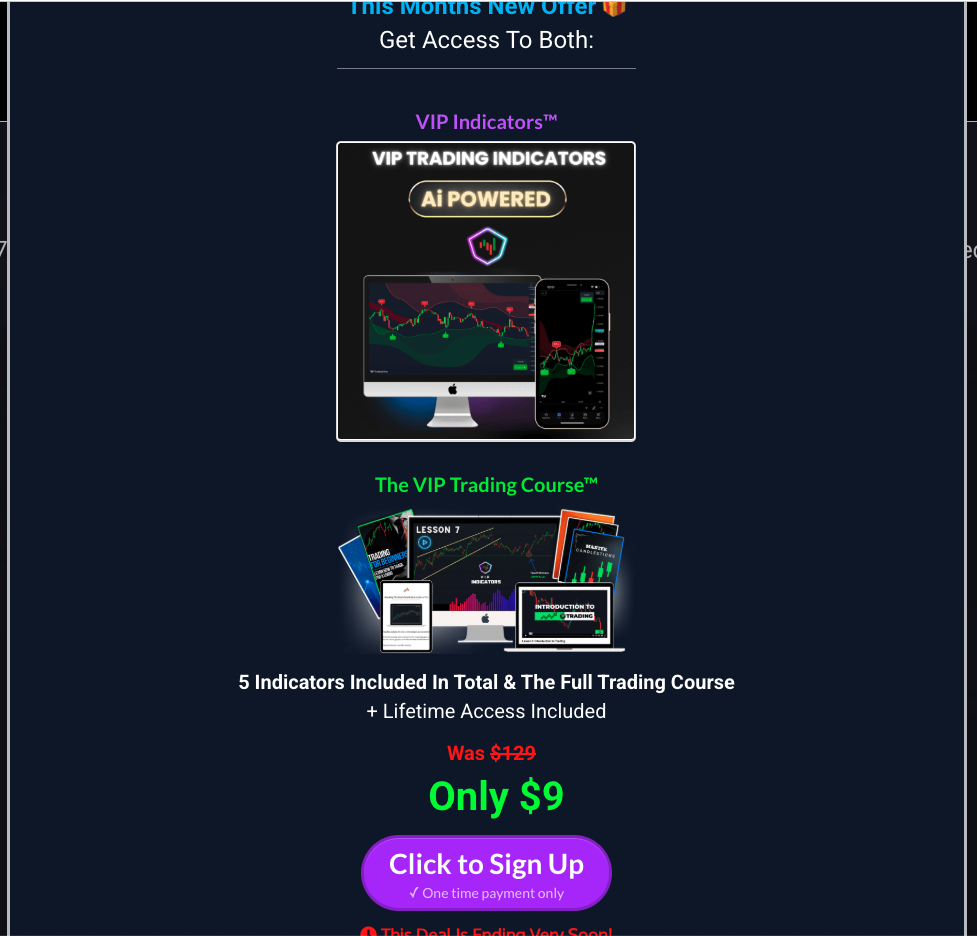 This Months New Offer 🎁
Get Access To Both:
VIP Indicators™
VIP TRADING INDICATORS
Ai POWERED
The VIP Trading Course™
LESSON 7
TRADING
FOR BEGINNERS
MASTER
CANDLESTICKS
VIP
INDICATORS
INTRODUCTION TO
TRADING
5 Indicators Included In Total & The Full Trading Course
+ Lifetime Access Included
Was $129
Only $9
Click to Sign Up
✓ One time payment only
This Deal Is Ending Very Soon!